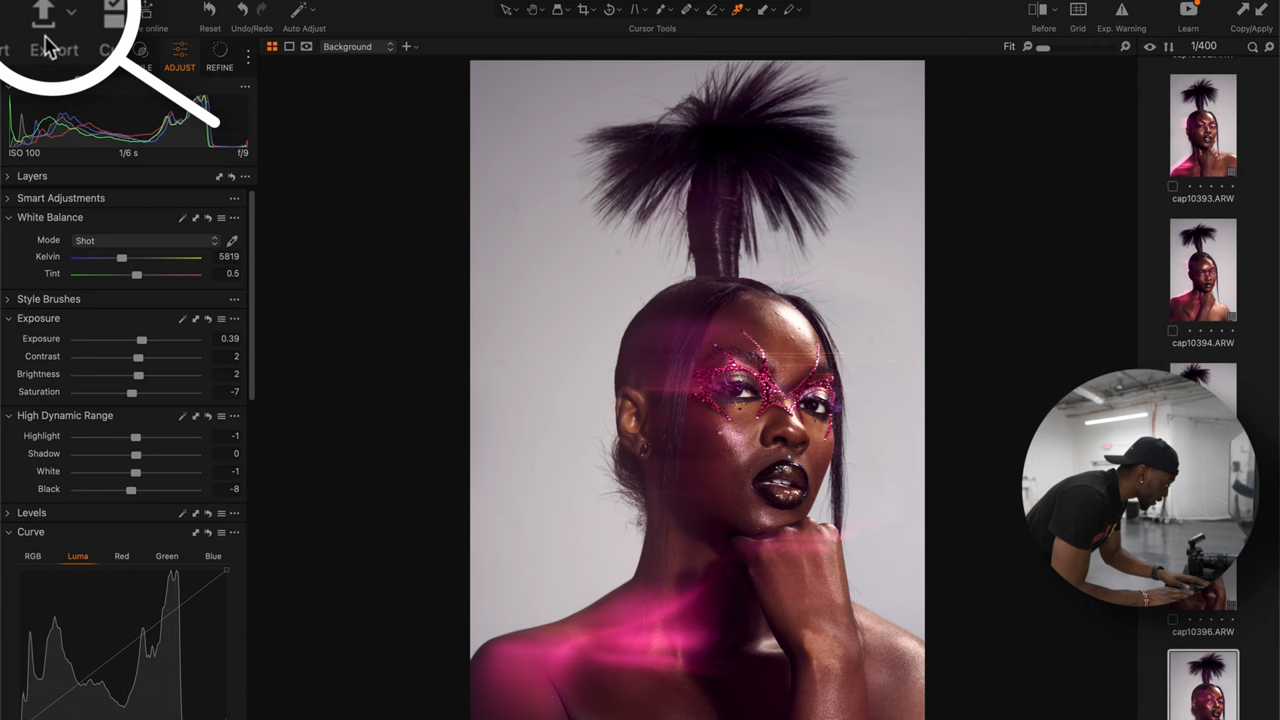 Export
online
Reset
Undo/Redo
Auto Adjust
Cursor Tools
Before
Grid
Exp. Warning
Learn
Copy/Apply
Background
Fit
1/400
ADJUST
REFINE
ISO 100
1/6 s
f/9
Layers
Smart Adjustments
White Balance
Mode
Shot
Kelvin
5819
Tint
0.5
Style Brushes
Exposure
Exposure
0.39
Contrast
2
Brightness
2
Saturation
-7
High Dynamic Range
Highlight
-1
Shadow
0
White
-1
Black
-8
Levels
Curve
RGB
Luma
Red
Green
Blue
cap10393.ARW
cap10394.ARW
cap10396.ARW